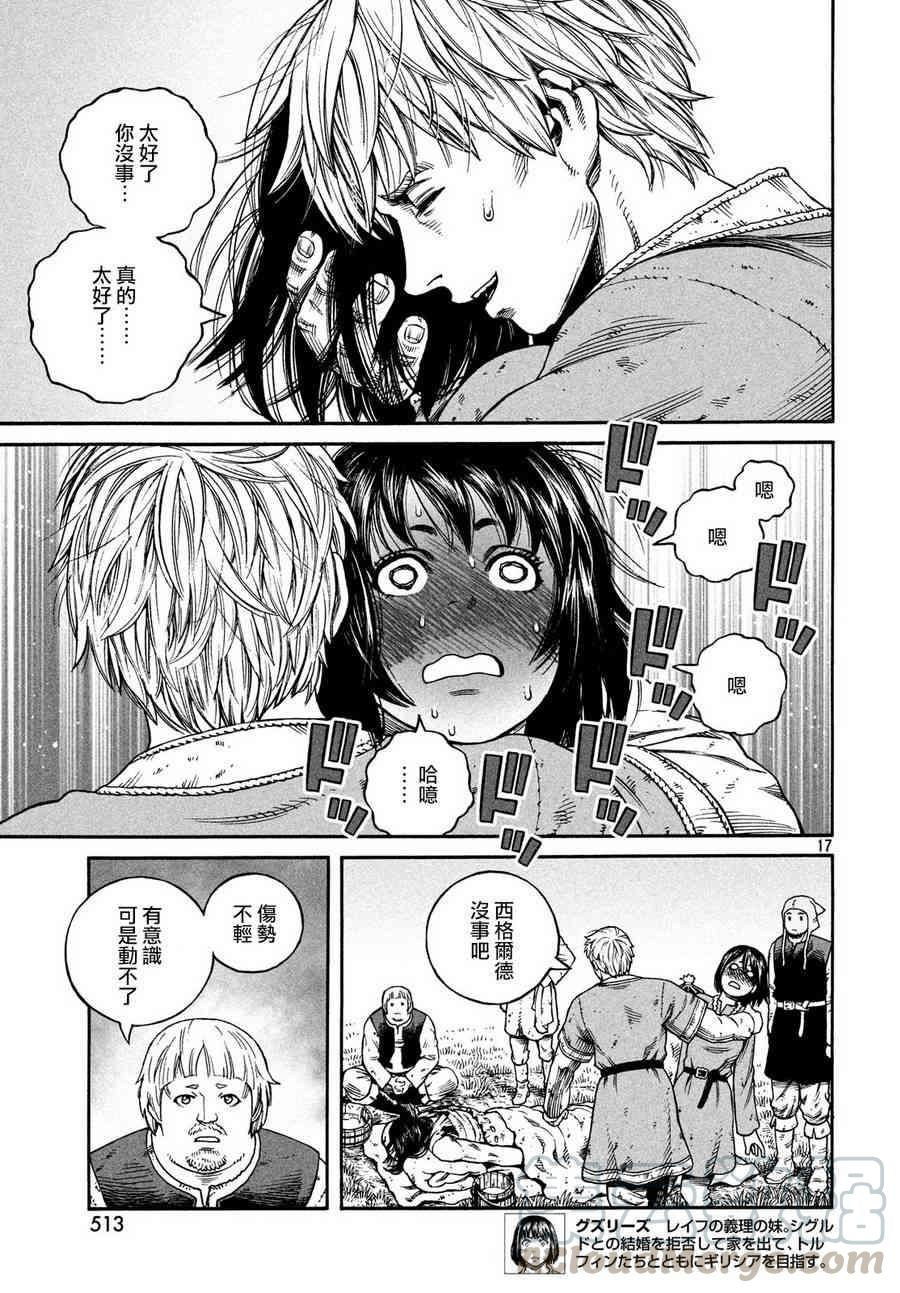 太好了
你沒事…
真的……
太好了……
嗯
嗯
嗯
哈噫
……
ドドッ
ドドッ
ドドッ
ドドッ
17
西格爾德
沒事吧
傷勢
不輕
有意識
可是動不了
513
グズリーズ　レイフの義理の妹。シグル
ドとの結婚を拒否して家を出て、トル
フィンたちとともにギリシアを目指す。